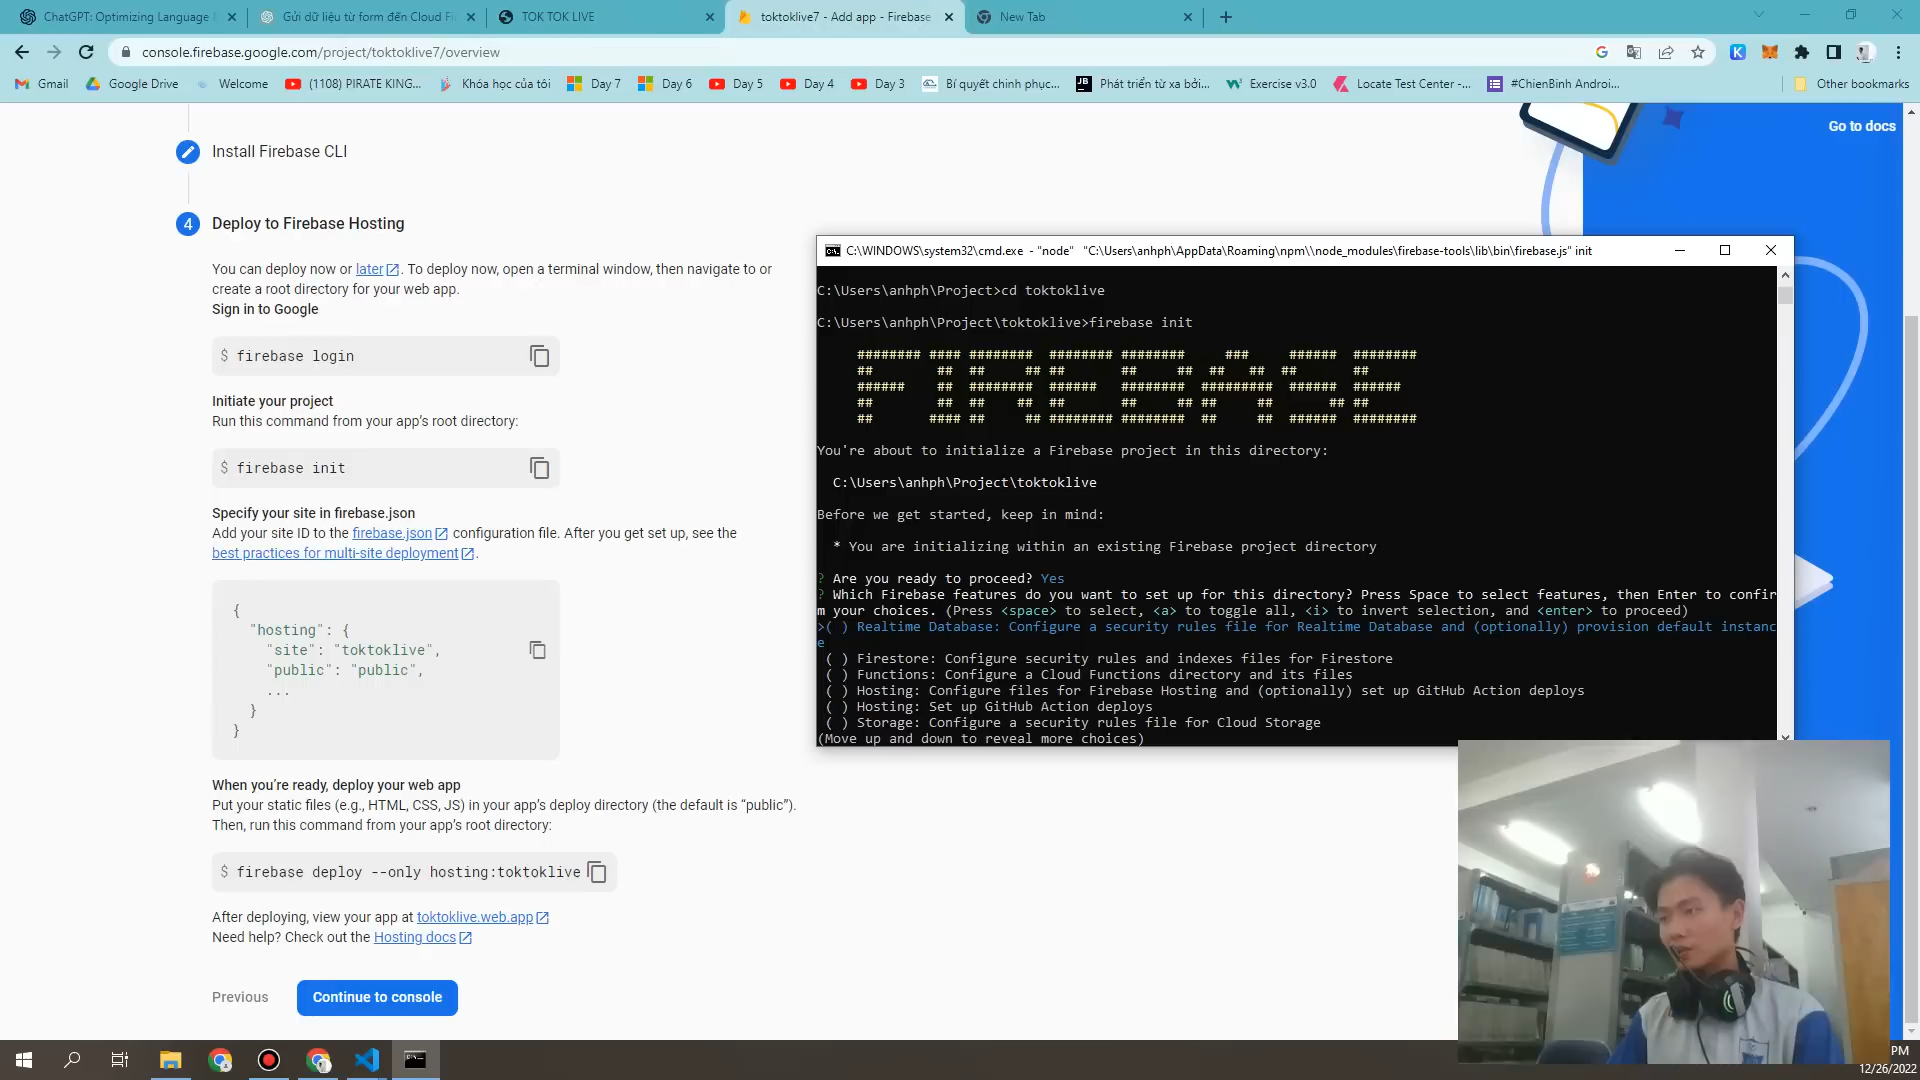 ChatGPT: Optimizing Language
Gửi dữ liệu từ form đến Cloud Fi
TOK TOK LIVE
toktoklive7 - Add app - Firebase
New Tab
console.firebase.google.com/project/toktoklive7/overview
Gmail
Google Drive
Welcome
(1108) PIRATE KING...
Khóa học của tôi
Day 7
Day 6
Day 5
Day 4
Day 3
Bí quyết chinh phục...
Phát triển từ xa bởi...
Exercise v3.0
Locate Test Center -...
#ChienBinh Androi...
Other bookmarks
Go to docs
Install Firebase CLI
4 Deploy to Firebase Hosting
You can deploy now or later. To deploy now, open a terminal window, then navigate to or
create a root directory for your web app.
Sign in to Google
$ firebase login
Initiate your project
Run this command from your app's root directory:
$ firebase init
Specify your site in firebase.json
Add your site ID to the firebase.json configuration file. After you get set up, see the
best practices for multi-site deployment.
{
"hosting": {
"site": "toktoklive",
"public": "public",
...
}
}
When you're ready, deploy your web app
Put your static files (e.g., HTML, CSS, JS) in your app's deploy directory (the default is “public”).
Then, run this command from your app's root directory:
$ firebase deploy --only hosting:toktoklive
After deploying, view your app at toktoklive.web.app
Need help? Check out the Hosting docs
Previous
Continue to console
C:\WINDOWS\system32\cmd.exe - "node" "C:\Users\anhph\AppData\Roaming\npm\\node_modules\firebase-tools\lib\bin\firebase.js" init
C:\Users\anhph\Project>cd toktoklive
C:\Users\anhph\Project\toktoklive>firebase init
FIREBASE
You're about to initialize a Firebase project in this directory:
C:\Users\anhph\Project\toktoklive
Before we get started, keep in mind:
* You are initializing within an existing Firebase project directory
? Are you ready to proceed? Yes
? Which Firebase features do you want to set up for this directory? Press Space to select features, then Enter to confir
m your choices. (Press <space> to select, <a> to toggle all, <i> to invert selection, and <enter> to proceed)
>( ) Realtime Database: Configure a security rules file for Realtime Database and (optionally) provision default instanc
e
( ) Firestore: Configure security rules and indexes files for Firestore
( ) Functions: Configure a Cloud Functions directory and its files
( ) Hosting: Configure files for Firebase Hosting and (optionally) set up GitHub Action deploys
( ) Hosting: Set up GitHub Action deploys
( ) Storage: Configure a security rules file for Cloud Storage
(Move up and down to reveal more choices)
PM
12/26/2022